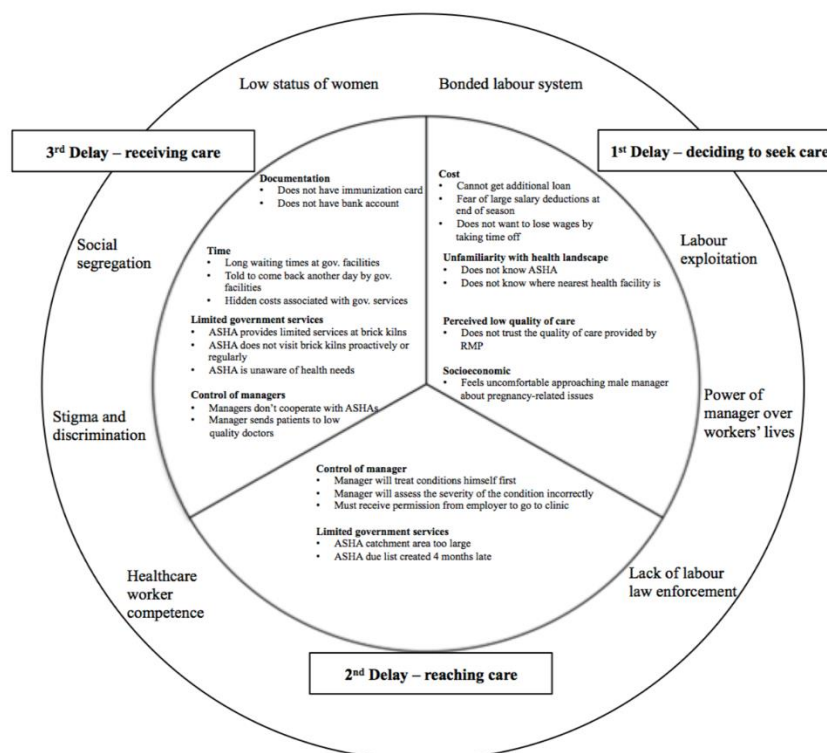 Low status of women
Bonded labour system
3rd Delay – receiving care
1st Delay – deciding to seek care
Documentation
• Does not have immunization card
• Does not have bank account
Time
• Long waiting times at gov. facilities
• Told to come back another day by gov.
facilities
• Hidden costs associated with gov. services
Limited government services
• ASHA provides limited services at brick kilns
• ASHA does not visit brick kilns proactively or
regularly
• ASHA is unaware of health needs
Control of managers
• Managers don't cooperate with ASHAs
• Manager sends patients to low
quality doctors
Cost
• Cannot get additional loan
• Fear of large salary deductions at
end of season
• Does not want to lose wages by
taking time off
Unfamiliarity with health landscape
• Does not know ASHA
• Does not know where nearest health facility is
Perceived low quality of care
• Does not trust the quality of care provided by
RMP
Socioeconomic
• Feels uncomfortable approaching male manager
about pregnancy-related issues
Control of manager
• Manager will treat conditions himself first
• Manager will assess the severity of the condition incorrectly
• Must receive permission from employer to go to clinic
Limited government services
• ASHA catchment area too large
• ASHA due list created 4 months late
Social
segregation
Stigma and
discrimination
Healthcare
worker
competence
Labour
exploitation
Power of
manager over
workers' lives
Lack of labour
law enforcement
2nd Delay – reaching care